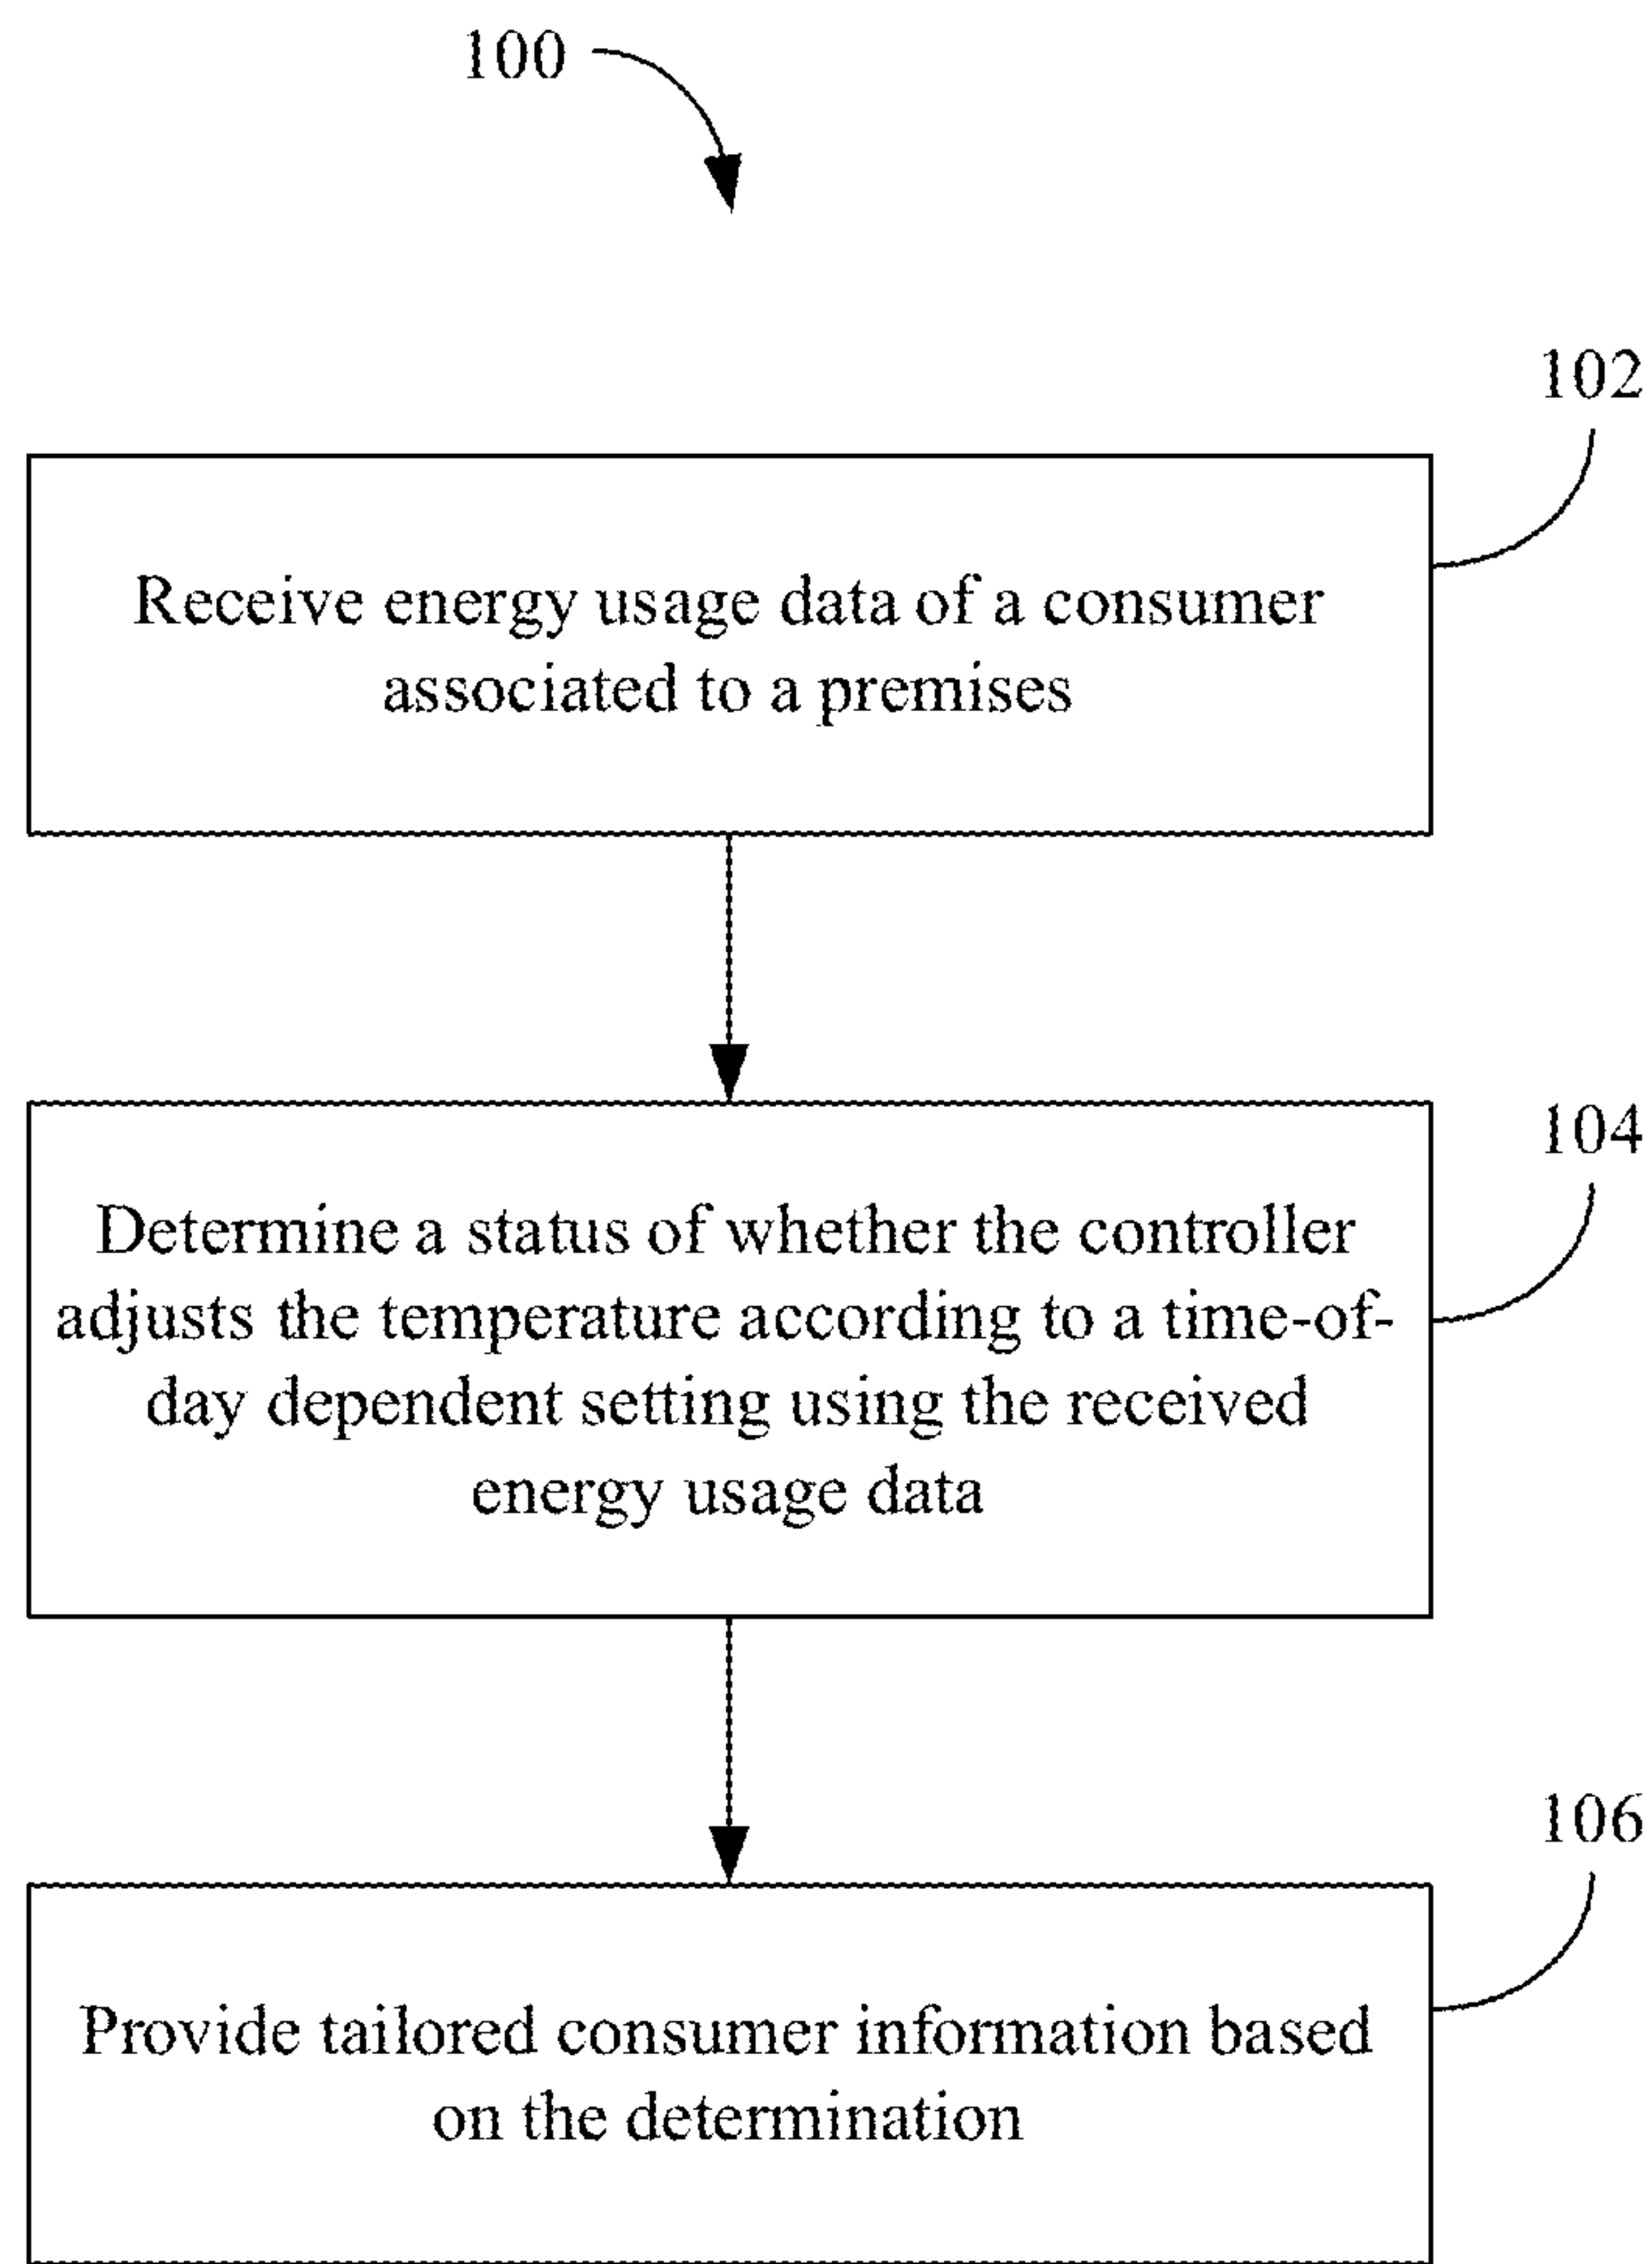 100
102
Receive energy usage data of a consumer
associated to a premises
104
Determine a status of whether the controller
adjusts the temperature according to a time-of-
day dependent setting using the received
energy usage data
106
Provide tailored consumer information based
on the determination